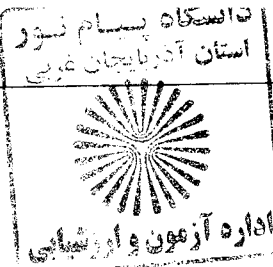 دانشگاه پیام نور
استان آذربایجان غربی
اداره آزمون و ارزشیابی